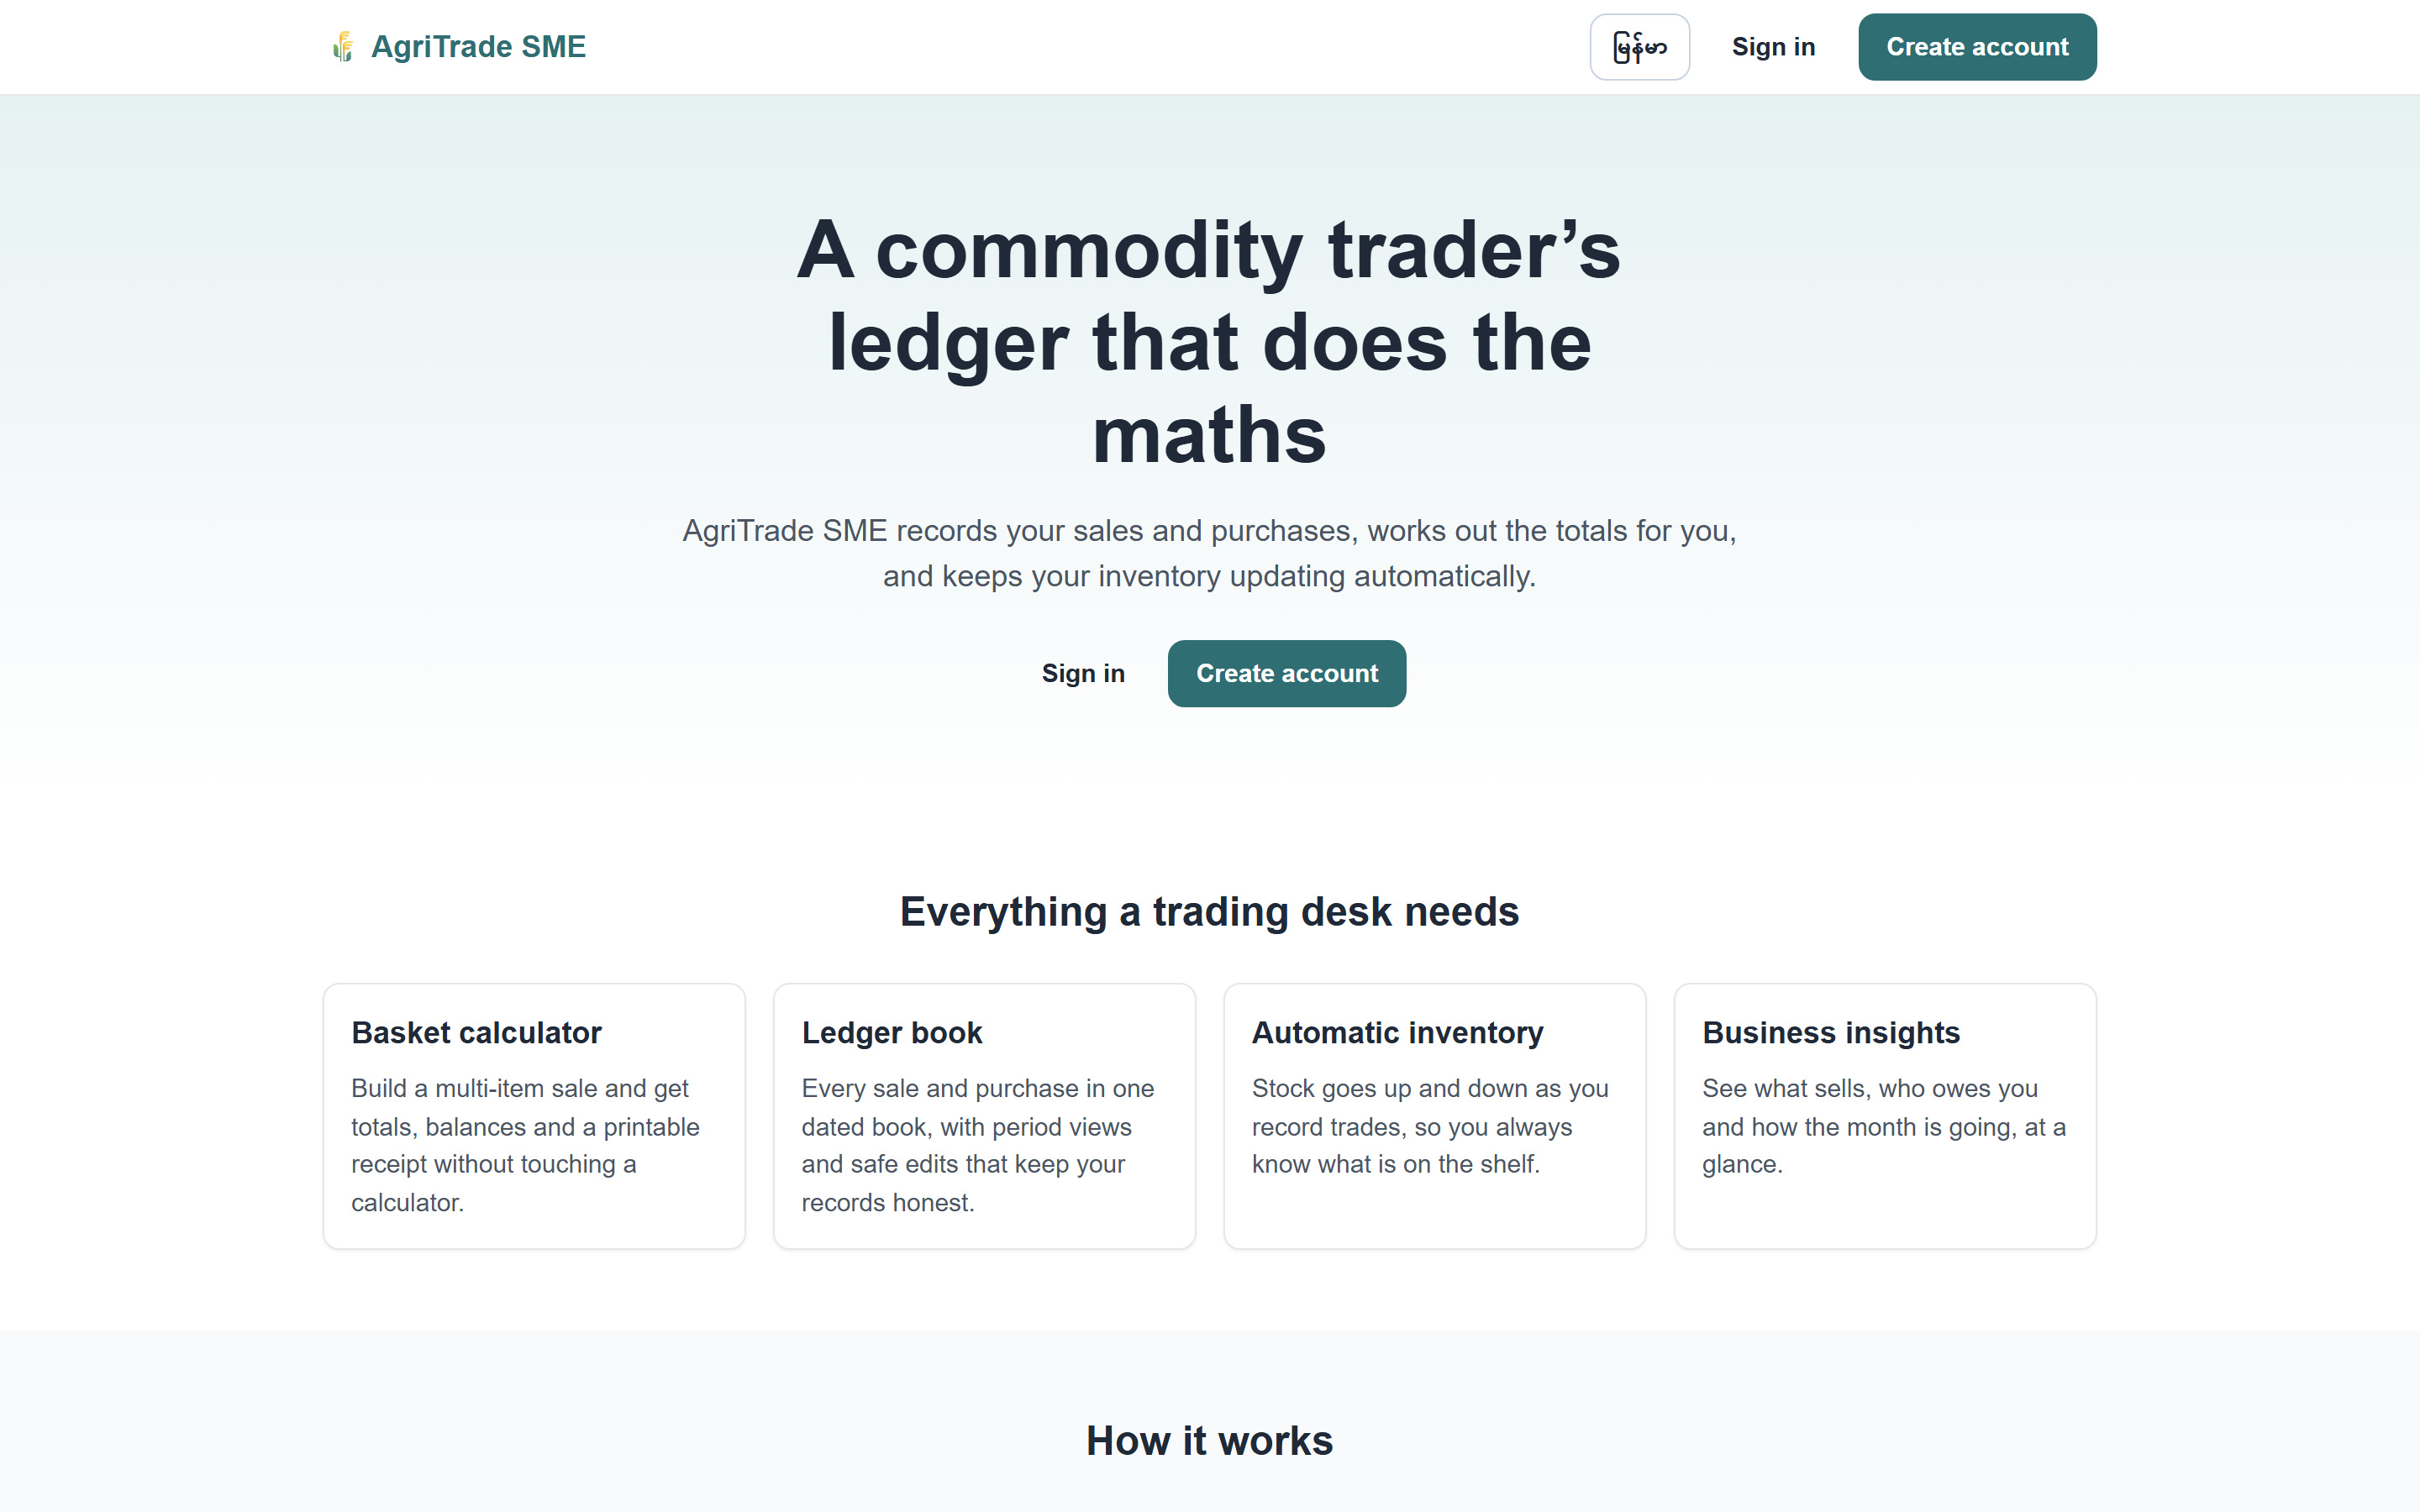 AgriTrade SME
မြန်မာ
Sign in
Create account
A commodity trader’s
ledger that does the
maths
AgriTrade SME records your sales and purchases, works out the totals for you,
and keeps your inventory updating automatically.
Sign in
Create account
Everything a trading desk needs
Basket calculator
Build a multi-item sale and get
totals, balances and a printable
receipt without touching a
calculator.
Ledger book
Every sale and purchase in one
dated book, with period views
and safe edits that keep your
records honest.
Automatic inventory
Stock goes up and down as you
record trades, so you always
know what is on the shelf.
Business insights
See what sells, who owes you
and how the month is going, at a
glance.
How it works